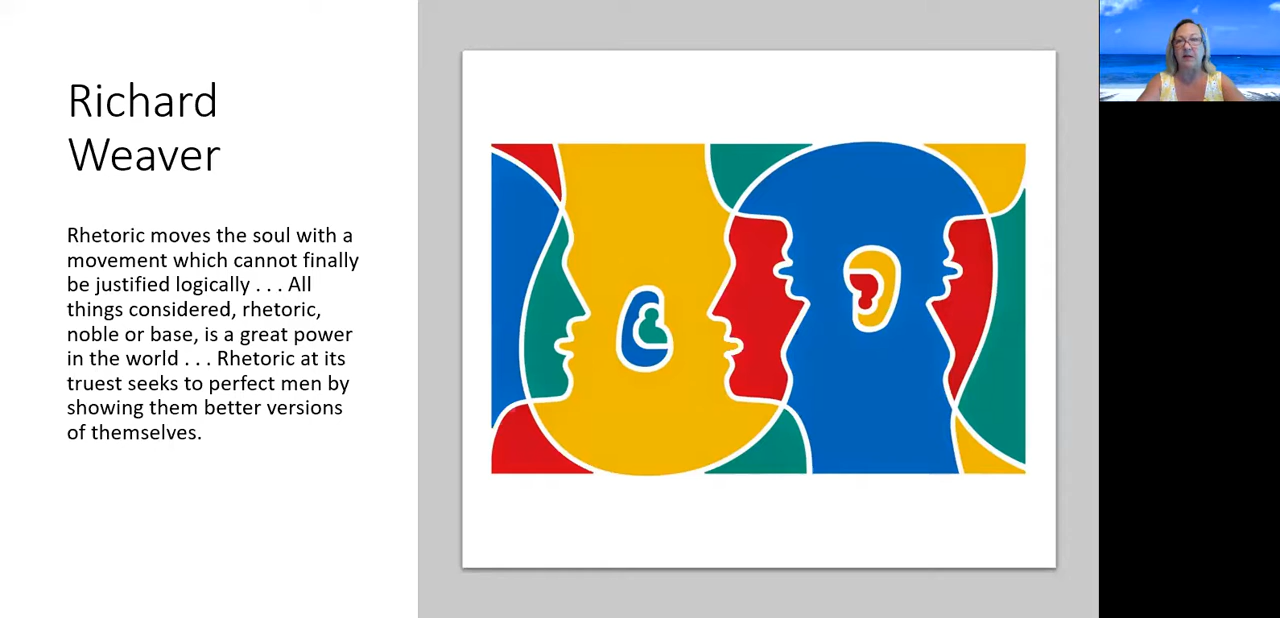 Richard
Weaver
Rhetoric moves the soul with a
movement which cannot finally
be justified logically . . . All
things considered, rhetoric,
noble or base, is a great power
in the world . . . Rhetoric at its
truest seeks to perfect men by
showing them better versions
of themselves.